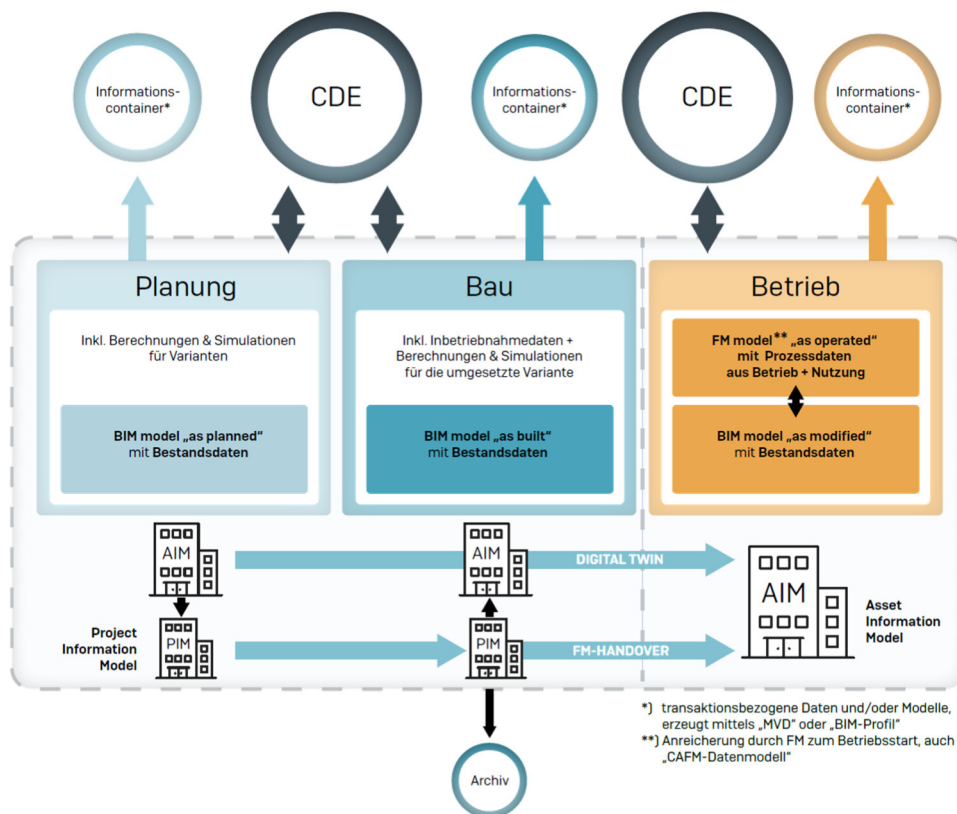 Informations-
container*
CDE
Informations-
container*
CDE
Informations-
container*
Planung
Inkl. Berechnungen & Simulationen
für Varianten
BIM model „as planned“
mit Bestandsdaten
Bau
Inkl. Inbetriebnahmedaten +
Berechnungen & Simulationen
für die umgesetzte Variante
BIM model „as built“
mit Bestandsdaten
Betrieb
FM model** „as operated“
mit Prozessdaten
aus Betrieb + Nutzung
BIM model „as modified“
mit Bestandsdaten
AIM
AIM
DIGITAL TWIN
AIM
Asset
Information
Model
Project
Information
Model
PIM
PIM
FM-HANDOVER
*) transaktionsbezogene Daten und/oder Modelle,
erzeugt mittels „MVD“ oder „BIM-Profil“
**) Anreicherung durch FM zum Betriebsstart, auch
„CAFM-Datenmodell“
Archiv